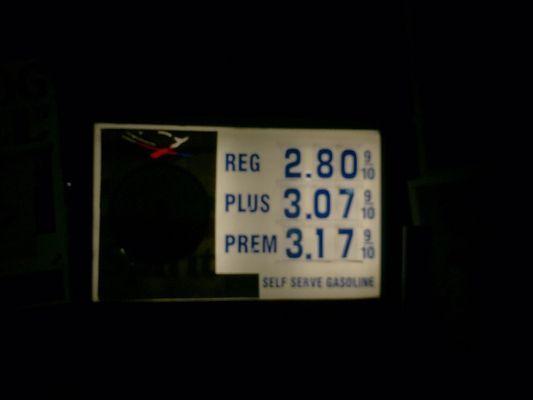 REG 2.80 9/10
PLUS 3.07 9/10
PREM 3.17 9/10
SELF SERVE GASOLINE